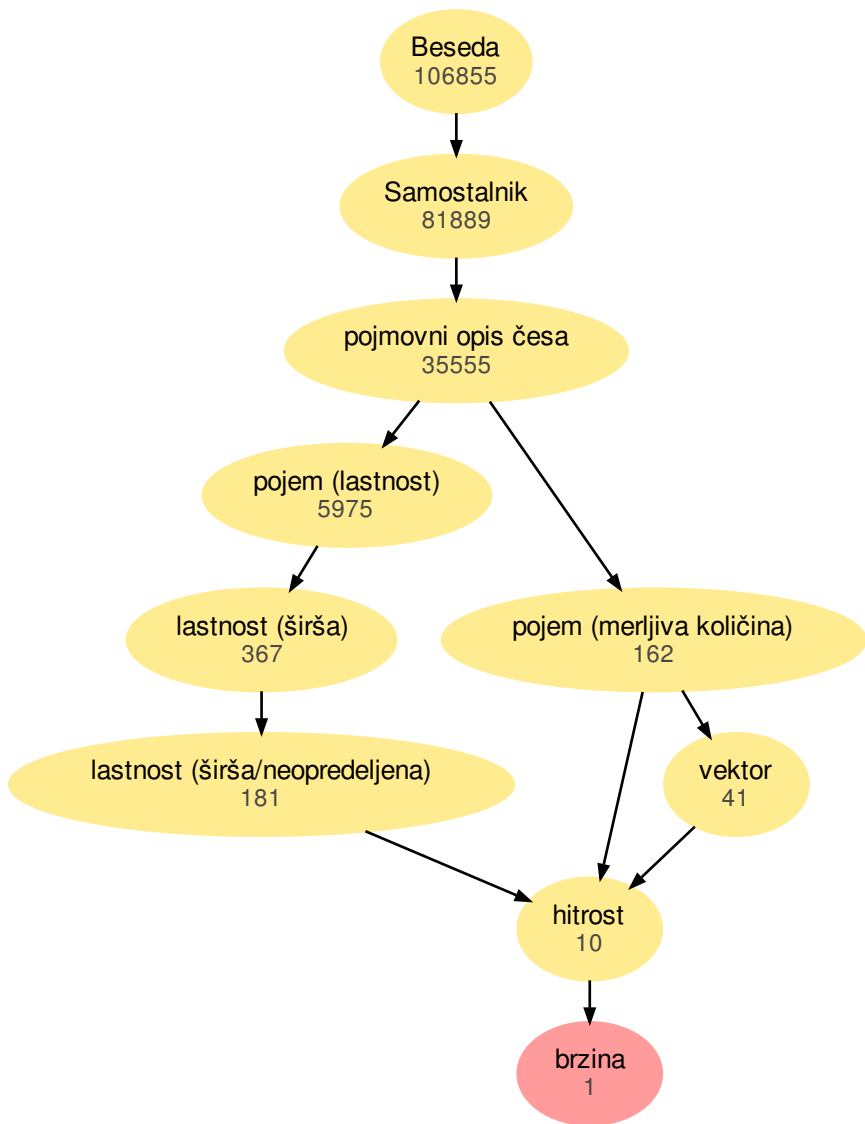 Beseda
106855
Samostalnik
81889
pojmovni opis česa
35555
pojem (lastnost)
5975
lastnost (širša)
367
pojem (merljiva količina)
162
lastnost (širša/neopredeljena)
181
vektor
41
hitrost
10
brzina
1